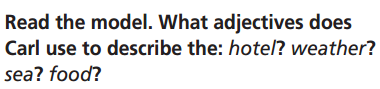 Read the model. What adjectives does
Carl use to describe the: hotel? weather?
sea? food?